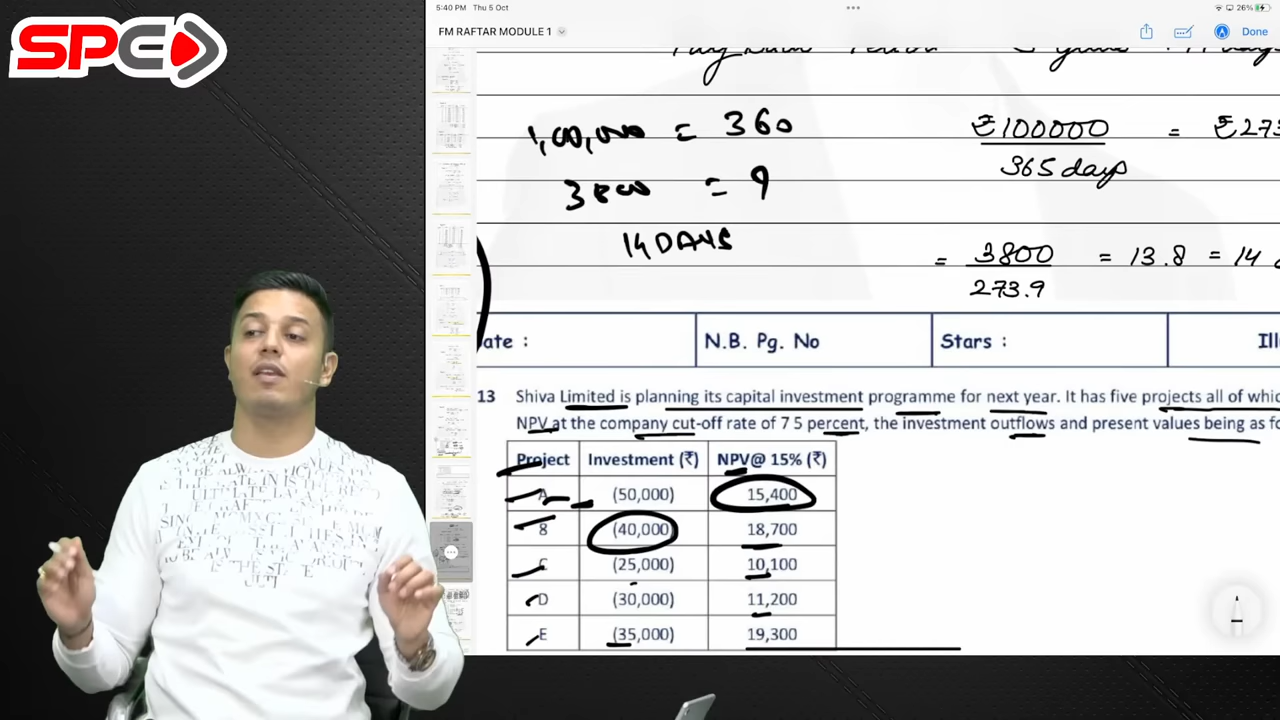 SPE
5:40 PM Thu 5 Oct
26%
FM RAFTAR MODULE 1
Done
1,00,000 = 360
3800 = 9
14 DAYS
₹100000 = ₹273
365 days
= 3800 = 13.8 = 14
273.9
ate :
N.B. Pg. No
Stars :
Ill
13 Shiva Limited is planning its capital investment programme for next year. It has five projects all of whic
NPV at the company cut-off rate of 7 5 percent, the investment outflows and present values being as fo
Project Investment (₹) NPV@ 15% (₹)
A (50,000) 15,400
8 (40,000) 18,700
C (25,000) 10,100
D (30,000) 11,200
E (35,000) 19,300